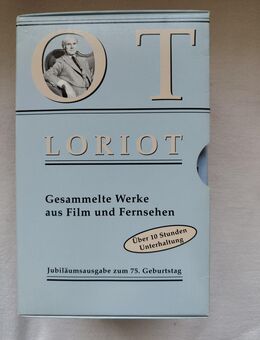 OT
LORIOT
Gesammelte Werke
aus Film und Fernsehen
Über 10 Stunden
Unterhaltung
Jubiläumsausgabe zum 75. Geburtstag